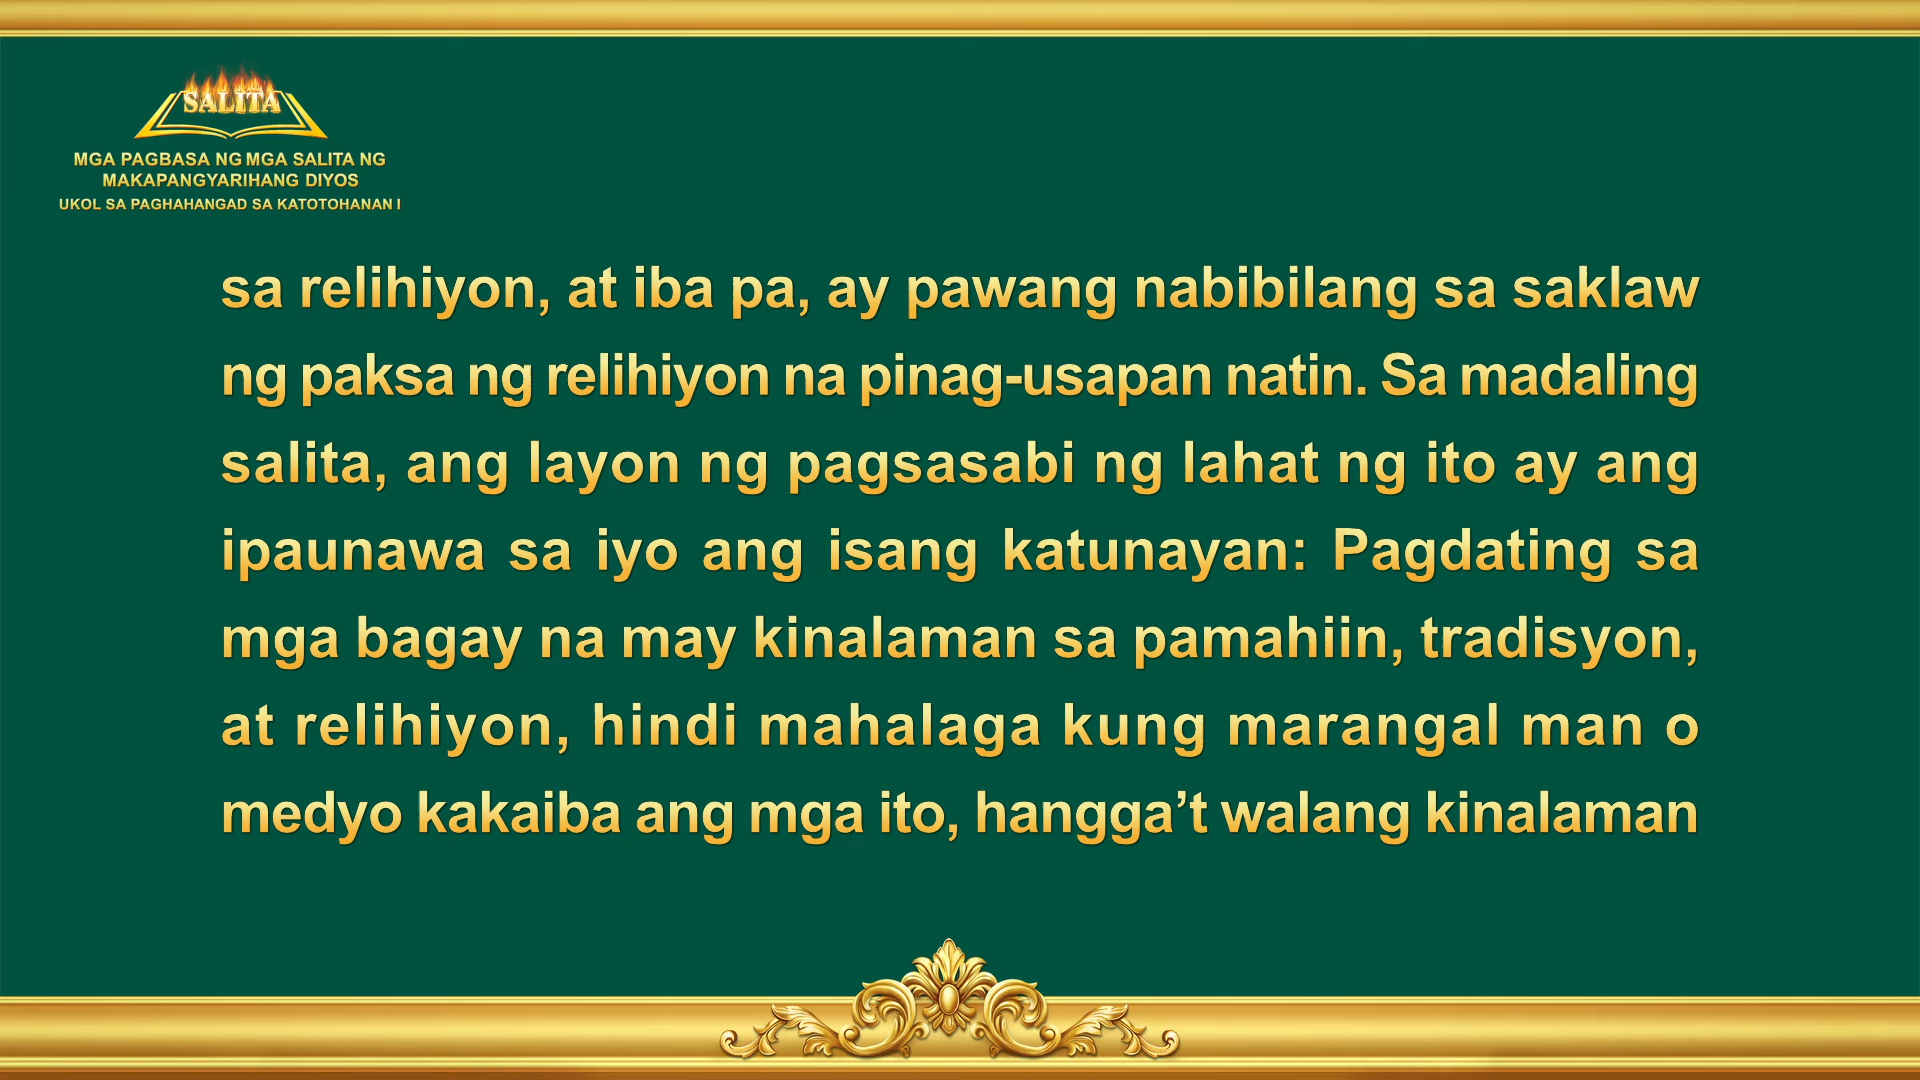 SALITA
MGA PAGBASA NG MGA SALITA NG
MAKAPANGYARIHANG DIYOS
UKOL SA PAGHAHANGAD SA KATOTOHANAN I
sa relihiyon, at iba pa, ay pawang nabibilang sa saklaw
ng paksa ng relihiyon na pinag-usapan natin. Sa madaling
salita, ang layon ng pagsasabi ng lahat ng ito ay ang
ipaunawa sa iyo ang isang katunayan: Pagdating sa
mga bagay na may kinalaman sa pamahiin, tradisyon,
at relihiyon, hindi mahalaga kung marangal man o
medyo kakaiba ang mga ito, hangga’t walang kinalaman